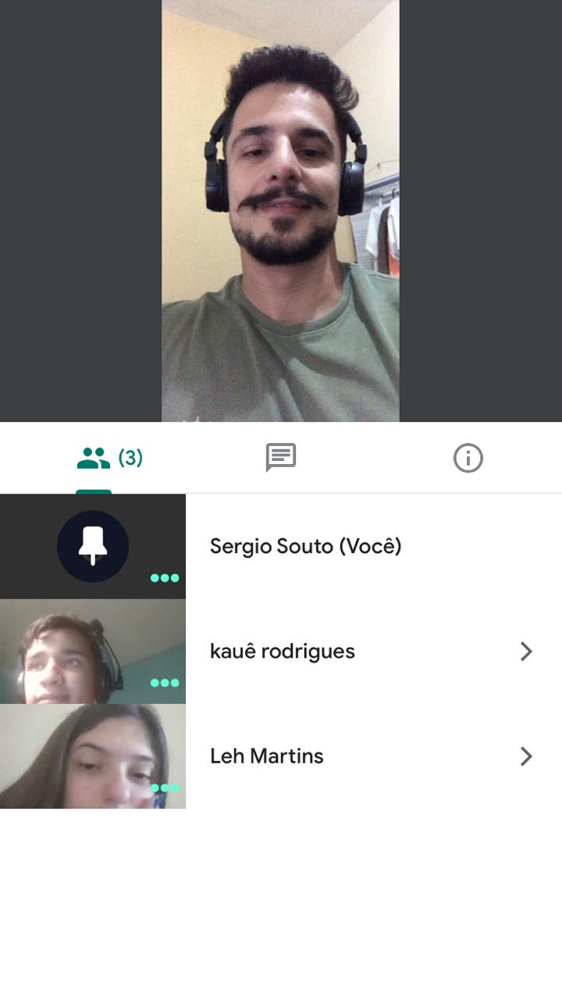 (3)
Sergio Souto (Você)
kauê rodrigues
Leh Martins